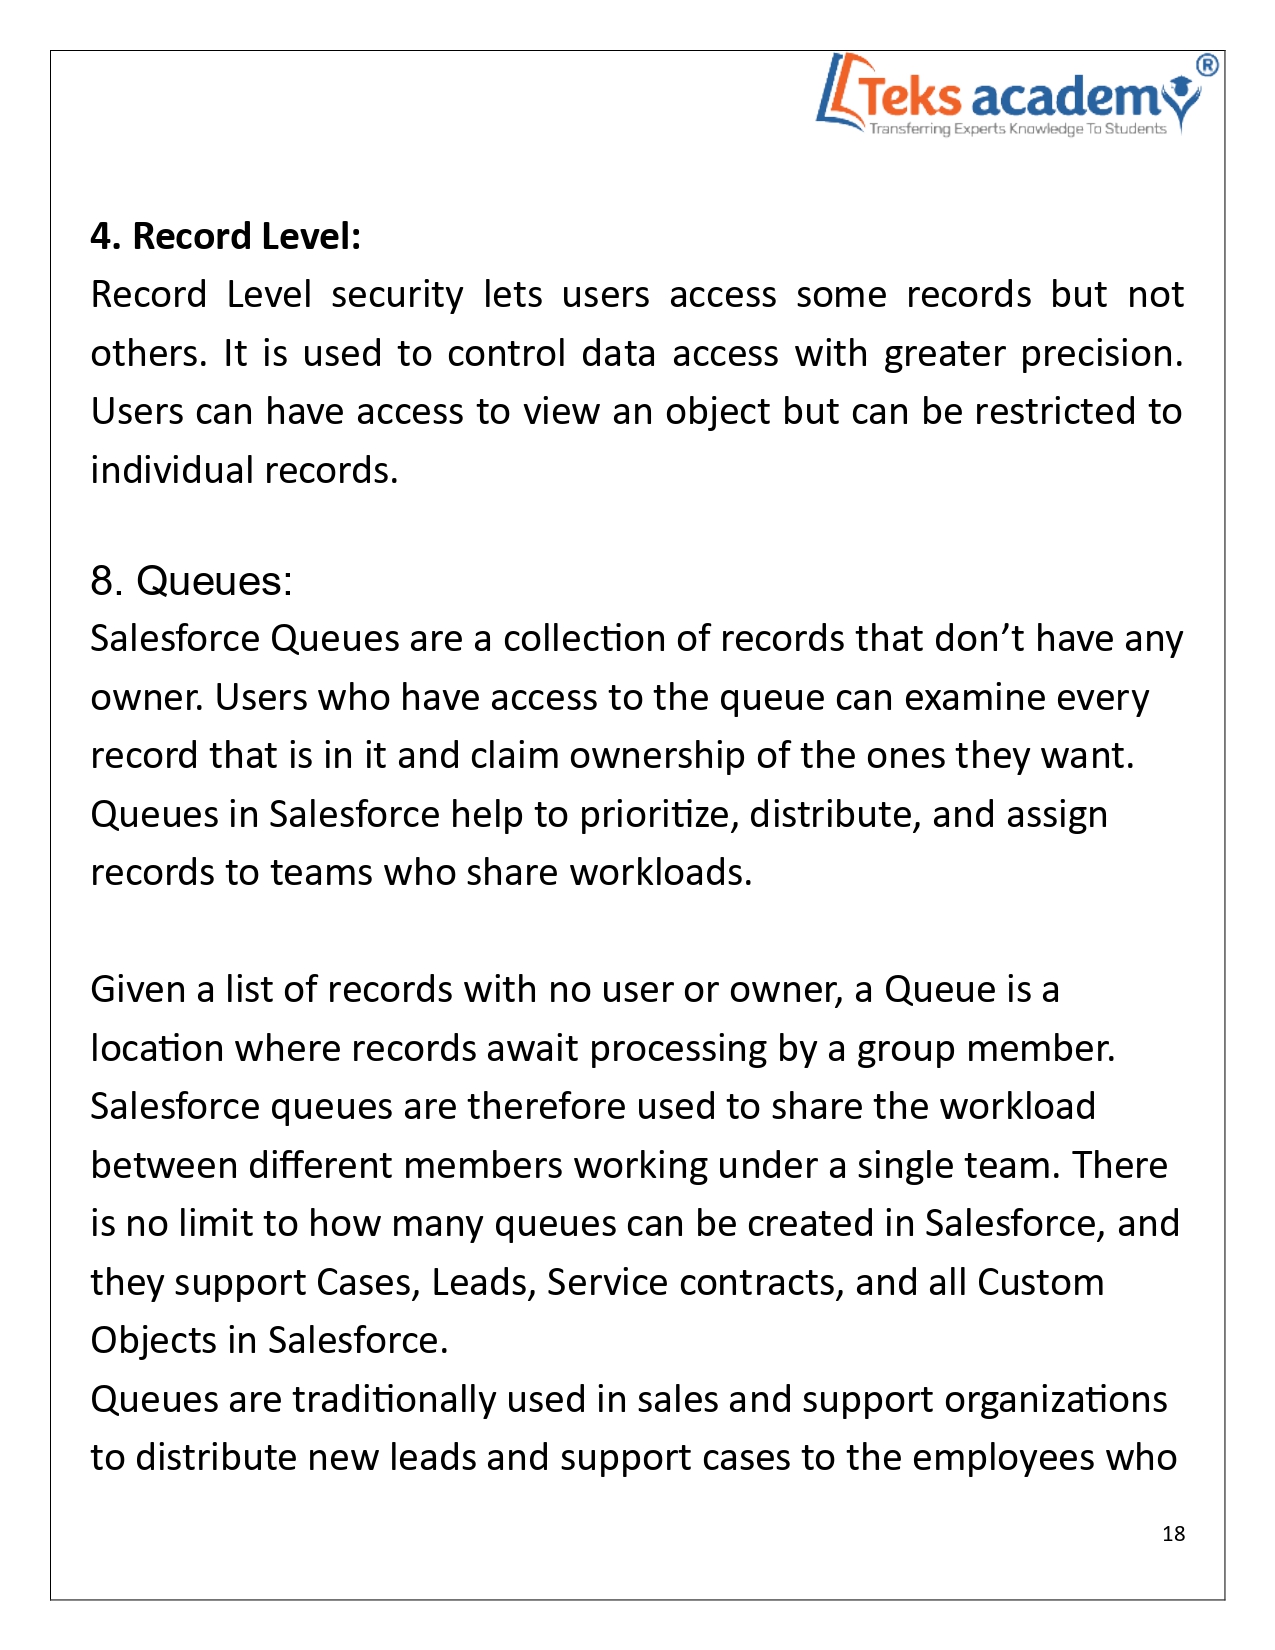 Teks academy ®
Transferring Experts Knowledge To Students
4. Record Level:
Record Level security lets users access some records but not
others. It is used to control data access with greater precision.
Users can have access to view an object but can be restricted to
individual records.
8. Queues:
Salesforce Queues are a collection of records that don’t have any
owner. Users who have access to the queue can examine every
record that is in it and claim ownership of the ones they want.
Queues in Salesforce help to prioritize, distribute, and assign
records to teams who share workloads.
Given a list of records with no user or owner, a Queue is a
location where records await processing by a group member.
Salesforce queues are therefore used to share the workload
between different members working under a single team. There
is no limit to how many queues can be created in Salesforce, and
they support Cases, Leads, Service contracts, and all Custom
Objects in Salesforce.
Queues are traditionally used in sales and support organizations
to distribute new leads and support cases to the employees who
18